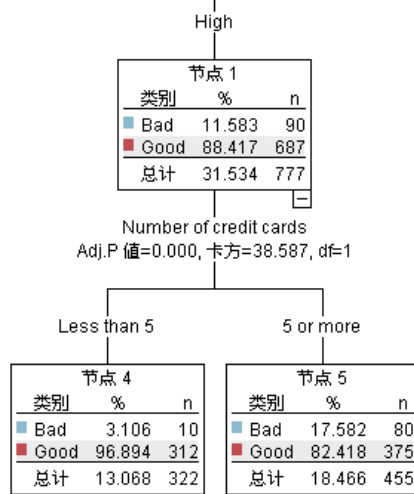 High
节点 1
类别 % n
Bad 11.583 90
Good 88.417 687
总计 31.534 777
Number of credit cards
Adj.P 值=0.000, 卡方=38.587, df=1
Less than 5
5 or more
节点 4
类别 % n
Bad 3.106 10
Good 96.894 312
总计 13.068 322
节点 5
类别 % n
Bad 17.582 80
Good 82.418 375
总计 18.466 455